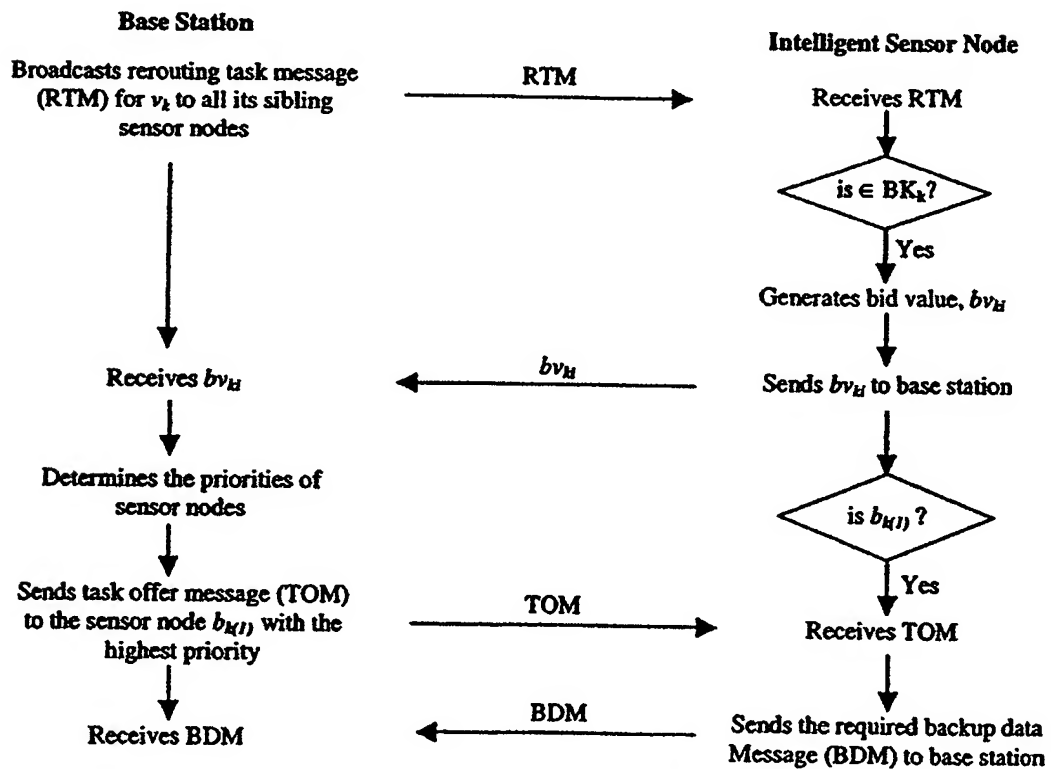 Base Station
Broadcasts rerouting task message
(RTM) for vk to all its sibling
sensor nodes
RTM
Intelligent Sensor Node
Receives RTM
is ∈ BKk?
Yes
Generates bid value, bvki
Receives bvki
bvki
Sends bvki to base station
Determines the priorities of
sensor nodes
is bk(1) ?
Yes
Sends task offer message (TOM)
to the sensor node bk(1) with the
highest priority
TOM
Receives TOM
Receives BDM
BDM
Sends the required backup data
Message (BDM) to base station